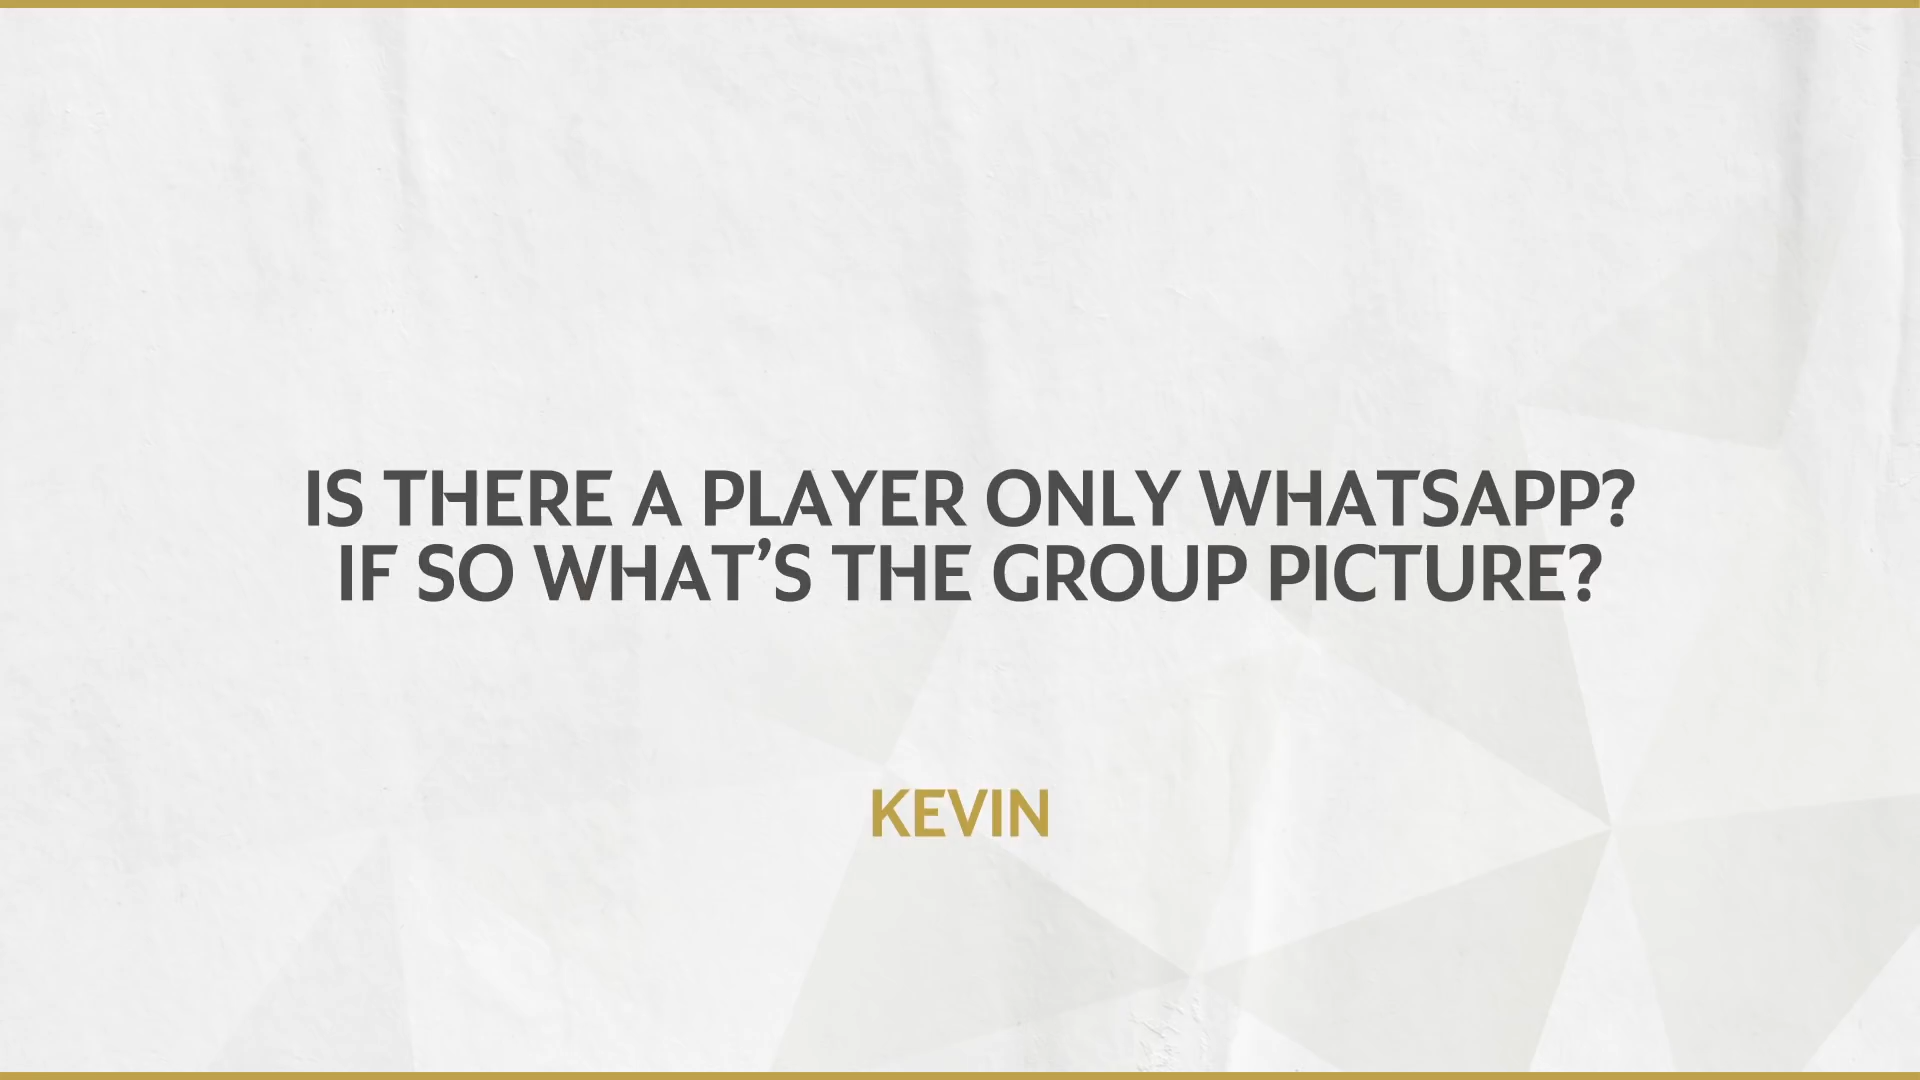 IS THERE A PLAYER ONLY WHATSAPP?
IF SO WHAT’S THE GROUP PICTURE?
KEVIN